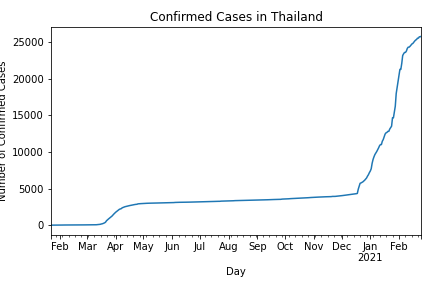 Confirmed Cases in Thailand
Number of Confirmed Cases
25000
20000
15000
10000
5000
0
Feb Mar Apr May Jun Jul Aug Sep Oct Nov Dec Jan Feb
2021
Day